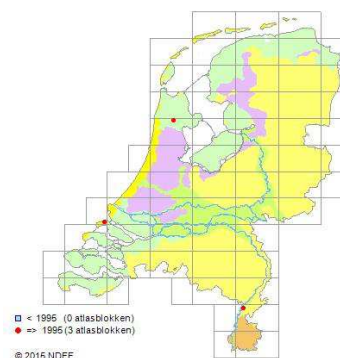 < 1995 (0 atlasblokken)
=> 1995 (3 atlasblokken)
© 2015 NDFF